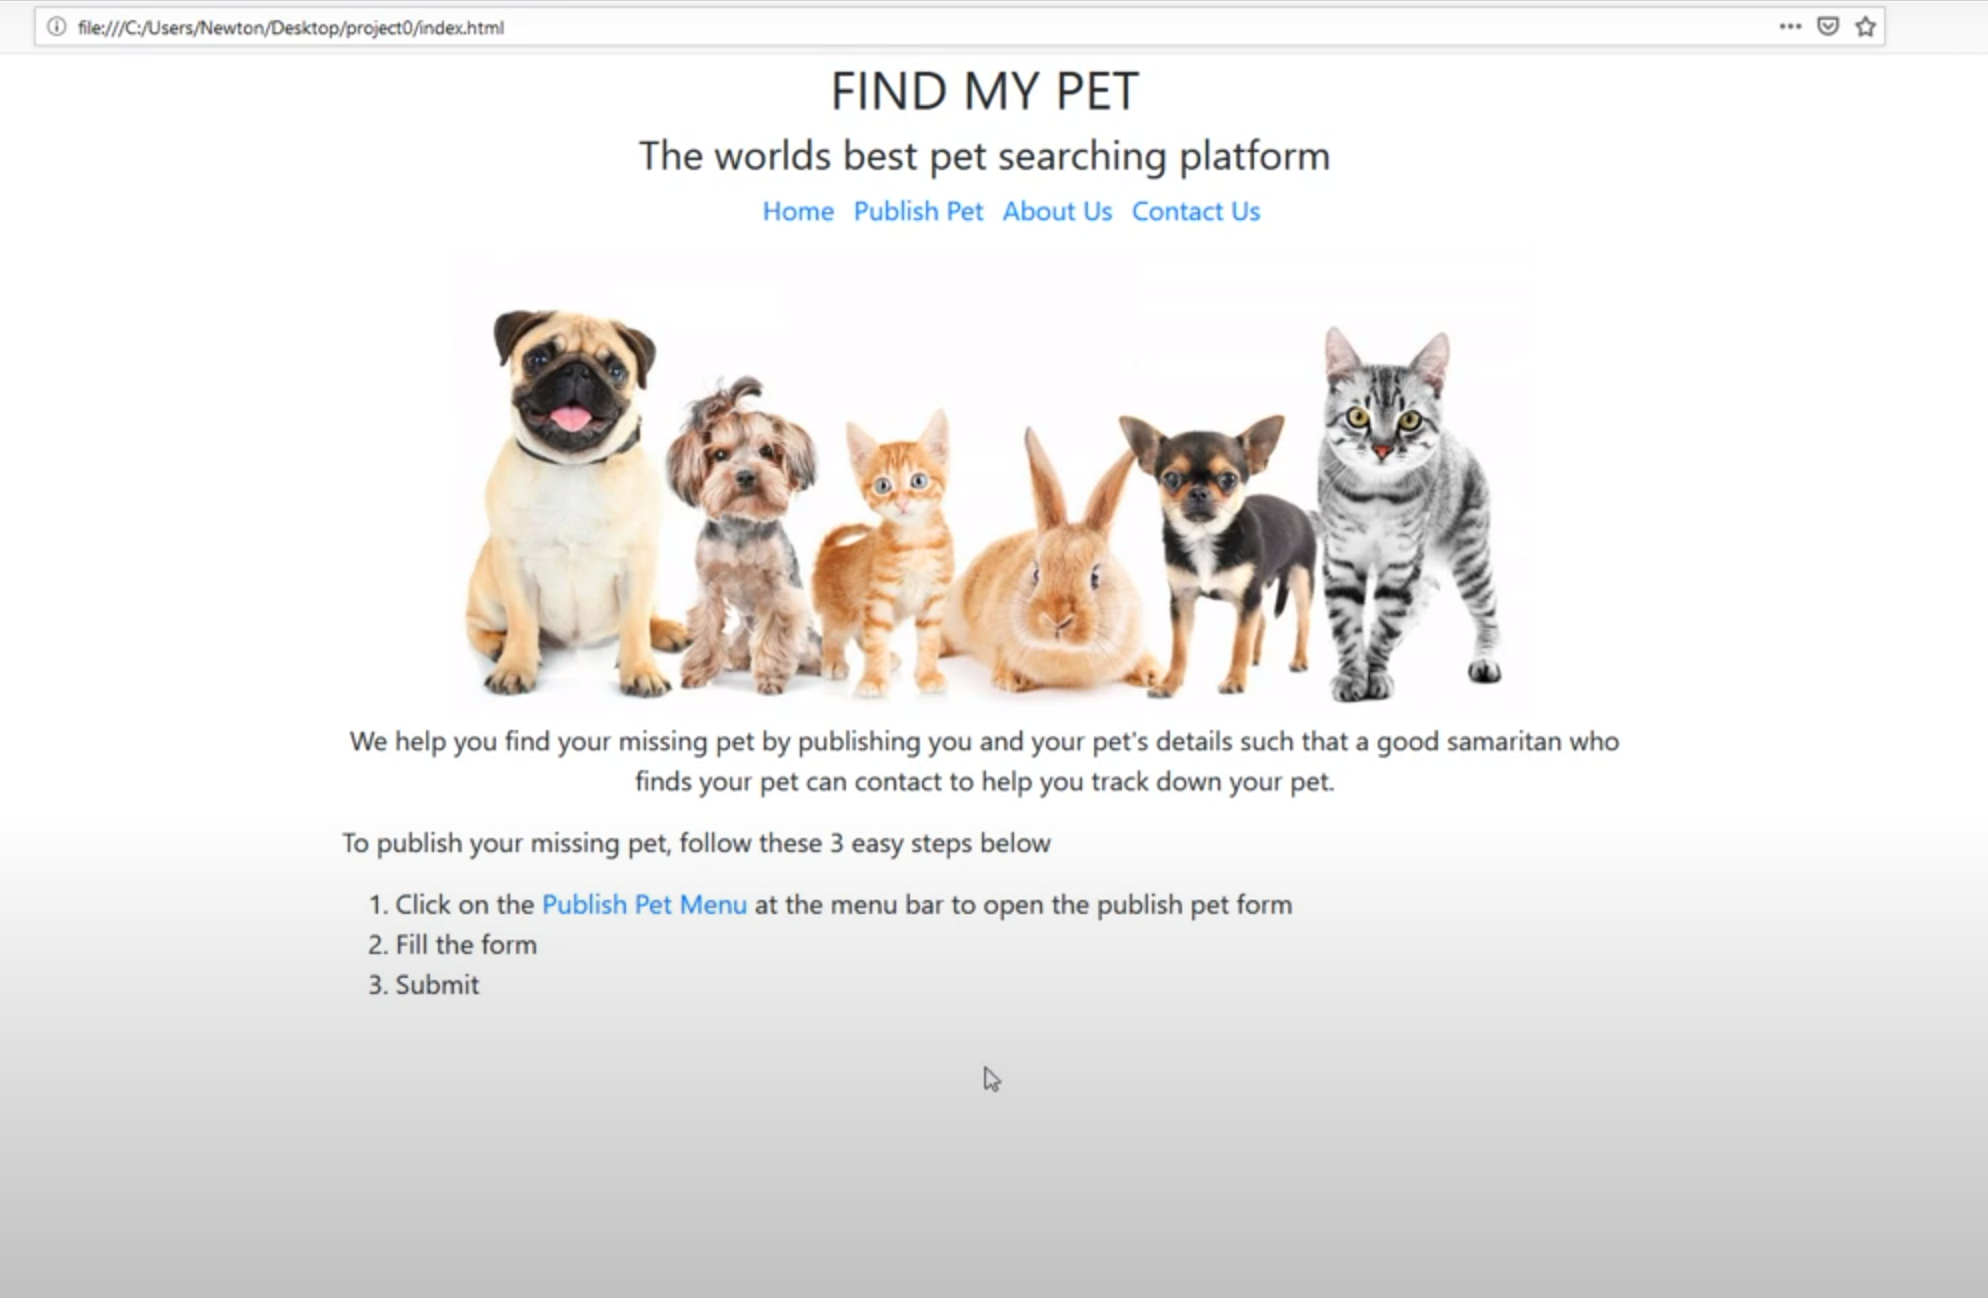 file:///C:/Users/Newton/Desktop/project0/index.html
FIND MY PET
The worlds best pet searching platform
Home Publish Pet About Us Contact Us
We help you find your missing pet by publishing you and your pet's details such that a good samaritan who
finds your pet can contact to help you track down your pet.
To publish your missing pet, follow these 3 easy steps below
1. Click on the Publish Pet Menu at the menu bar to open the publish pet form
2. Fill the form
3. Submit